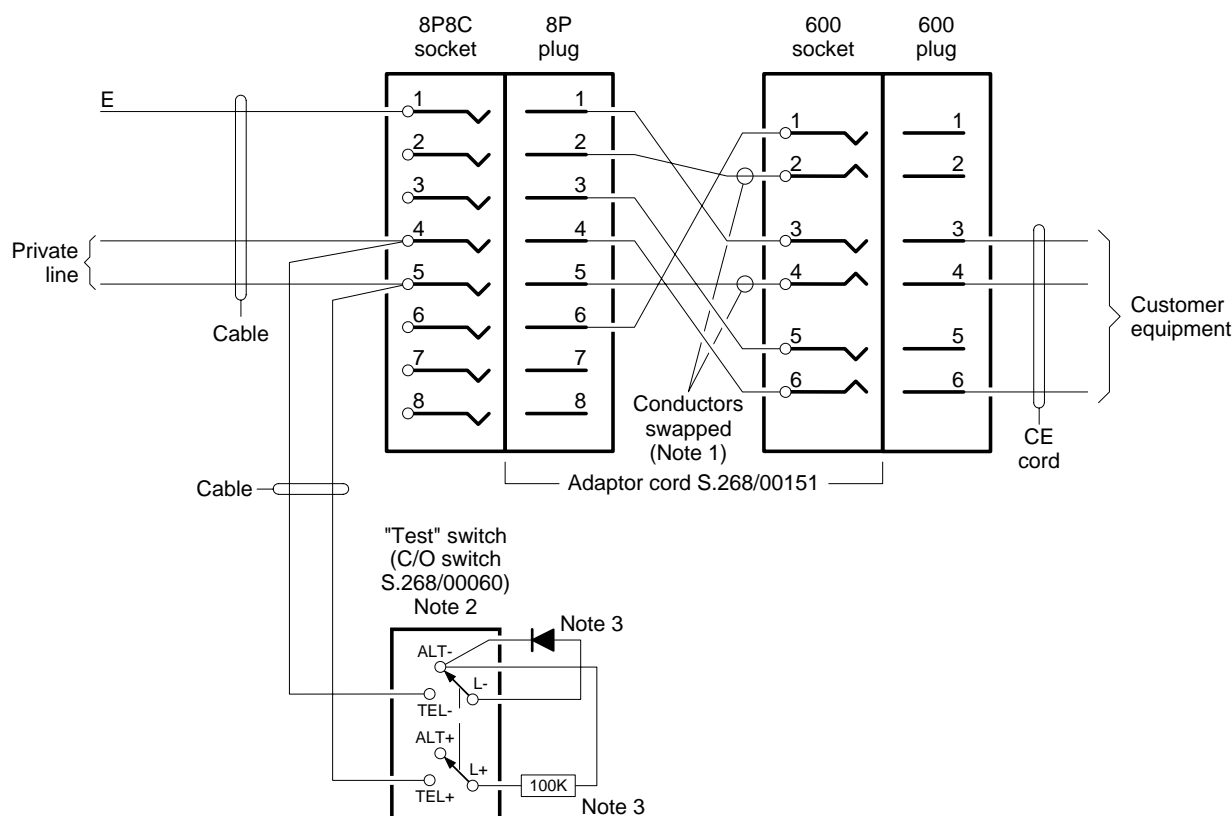 8P8C
socket
8P
plug
600
socket
600
plug
E
1
2
3
4
5
6
7
8
1
2
3
4
5
6
7
8
1
2
3
4
5
6
1
2
3
4
5
6
Private
line
Cable
Customer
equipment
Conductors
swapped
(Note 1)
CE
cord
Adaptor cord S.268/00151
Cable
"Test" switch
(C/O switch
S.268/00060)
Note 2
Note 3
ALT-
L-
TEL-
ALT+
L+
TEL+
100K
Note 3